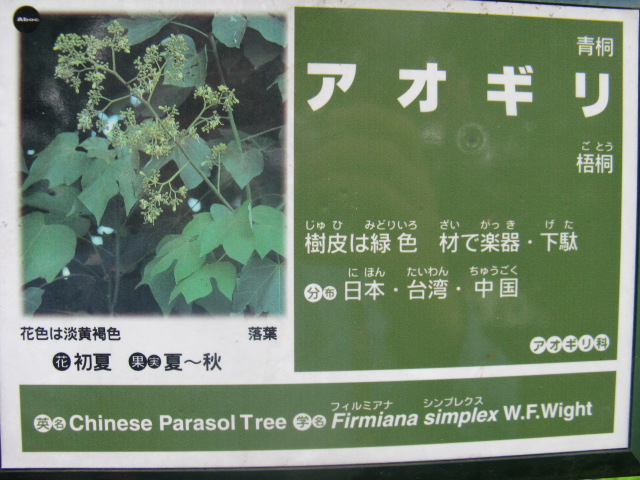 Aboc
青桐
アオギリ
ごとう
梧桐
じゅひ みどりいろ ざい がっき げた
樹皮は緑色 材で楽器・下駄
にほん たいわん ちゅうごく
分布 日本・台湾・中国
アオギリ科
花色は淡黄褐色 落葉
花 初夏 果実 夏～秋
フィルミアナ シンプレクス
英名 Chinese Parasol Tree 学名 Firmiana simplex W.F.Wight